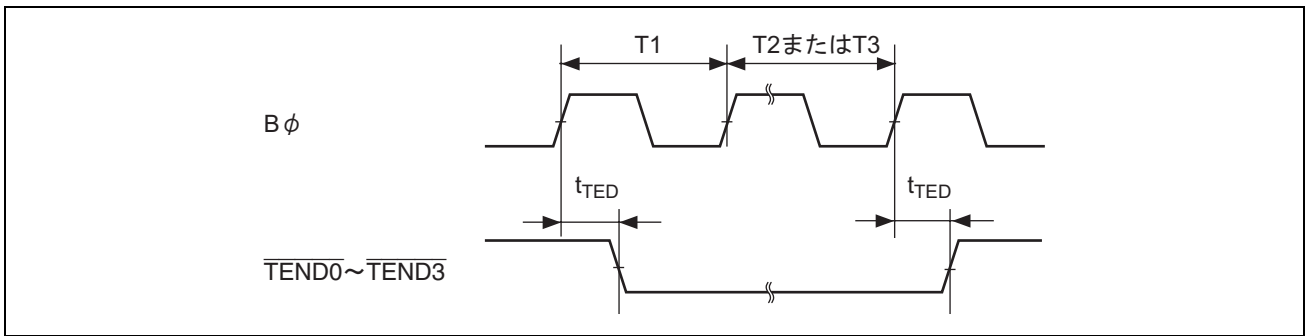 T1
T2またはT3
Bφ
tTED
tTED
TEND0～TEND3